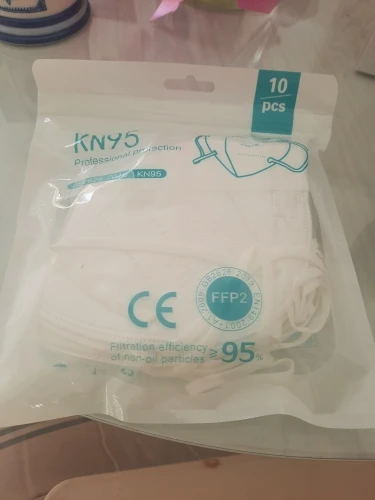 10
pcs
KN95
Professional protection
KN95
CE
FFP2
Filtration efficiency
of non-oil particles ≥95%